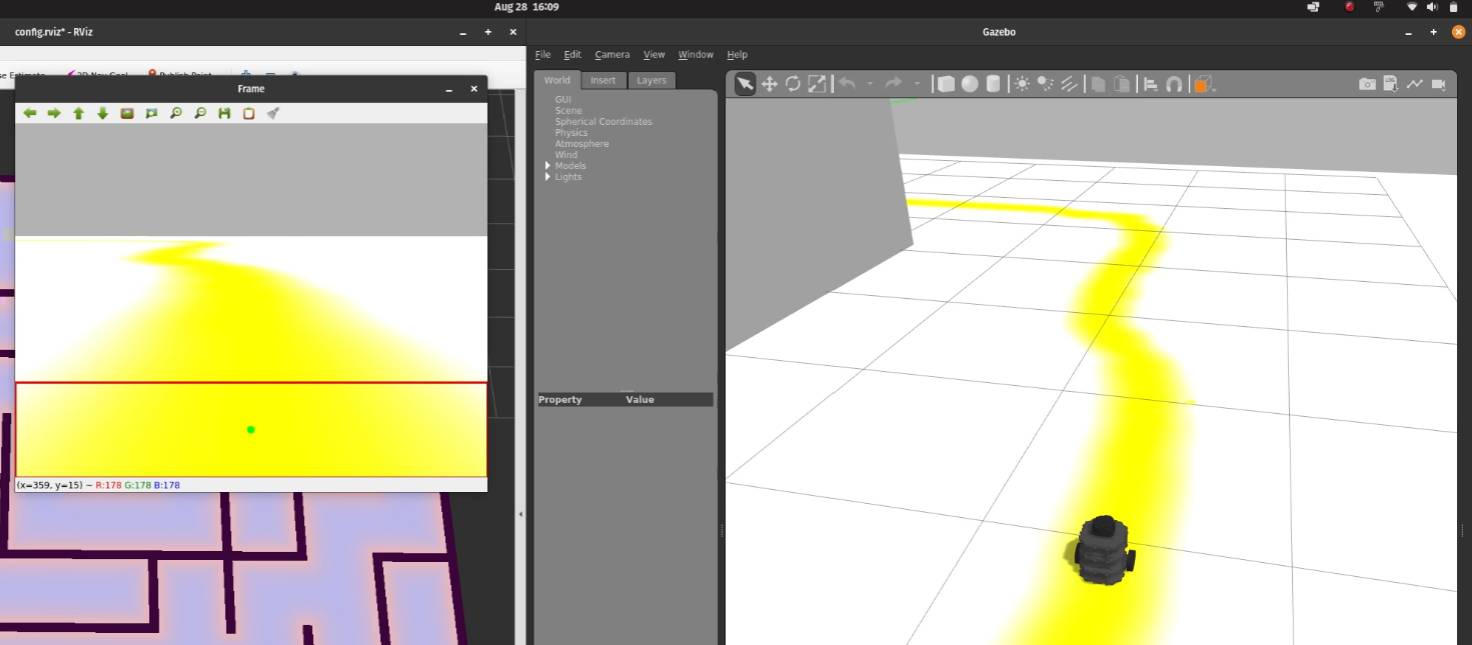 Aug 28 16:09
config.rviz* - RViz
Gazebo
File Edit Camera View Window Help
se Estimate 2D Nav Goal Publish Point
Frame
World Insert Layers
GUI
Scene
Spherical Coordinates
Physics
Atmosphere
Wind
Models
Lights
Property Value
(x=359, y=15) ~ R:178 G:178 B:178